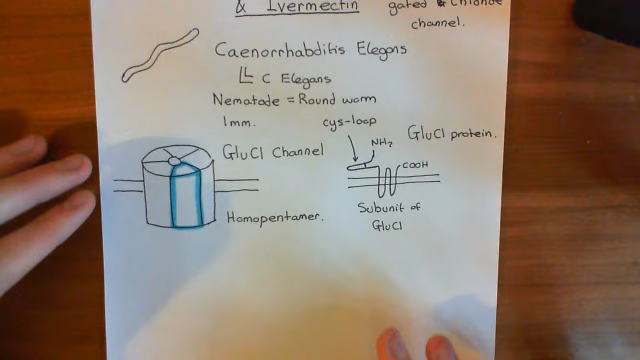 & Ivermectin
gated & Chloride
channel.
Caenorrhabditis Elegans
C Elegans
Nematode = Round worm
1mm.
cys-loop
GluCl protein.
NH2
GluCl Channel
COOH
Subunit of
GluCl
Homopentamer.